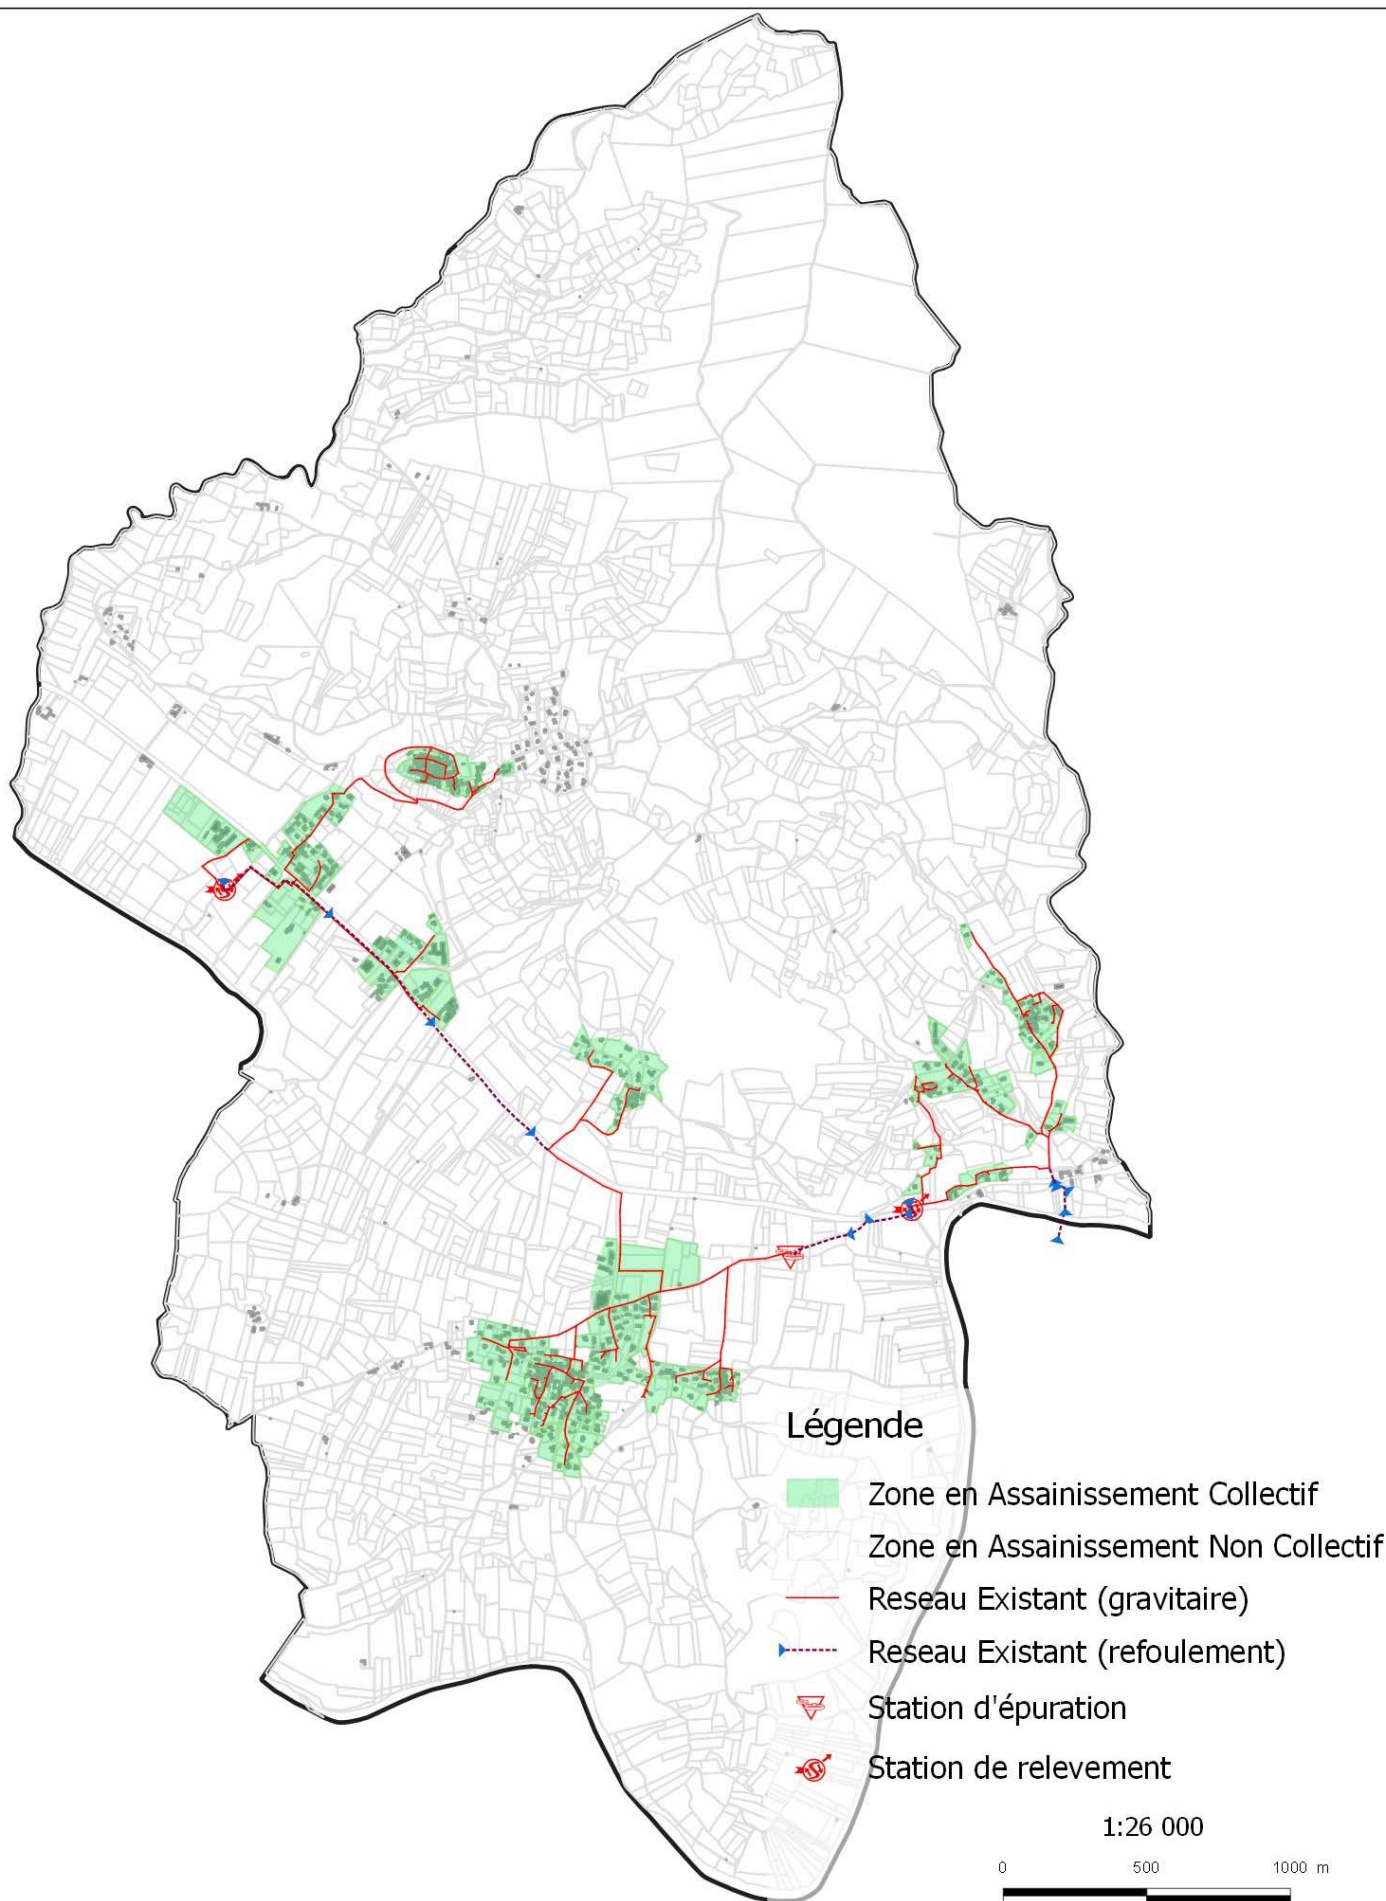 Légende
Zone en Assainissement Collectif
Zone en Assainissement Non Collectif
Reseau Existant (gravitaire)
Reseau Existant (refoulement)
Station d'épuration
Station de relevement
1:26 000
0 500 1000 m